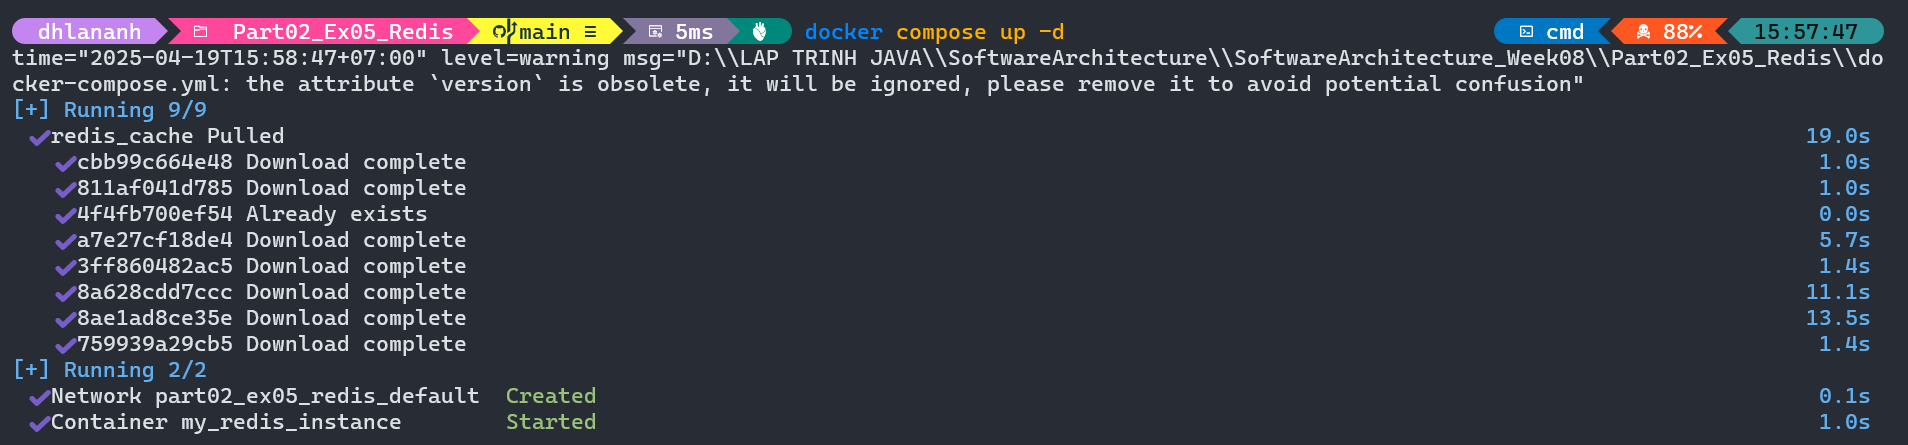 dhlananh Part02_Ex05_Redis main ≡ 5ms docker compose up -d cmd 88% 15:57:47
time="2025-04-19T15:58:47+07:00" level=warning msg="D:\\LAP TRINH JAVA\\SoftwareArchitecture\\SoftwareArchitecture_Week08\\Part02_Ex05_Redis\\do
cker-compose.yml: the attribute `version` is obsolete, it will be ignored, please remove it to avoid potential confusion"
[+] Running 9/9
✔redis_cache Pulled 19.0s
✔cbb99c664e48 Download complete 1.0s
✔811af041d785 Download complete 1.0s
✔4f4fb700ef54 Already exists 0.0s
✔a7e27cf18de4 Download complete 5.7s
✔3ff860482ac5 Download complete 1.4s
✔8a628cdd7ccc Download complete 11.1s
✔8ae1ad8ce35e Download complete 13.5s
✔759939a29cb5 Download complete 1.4s
[+] Running 2/2
✔Network part02_ex05_redis_default Created 0.1s
✔Container my_redis_instance Started 1.0s